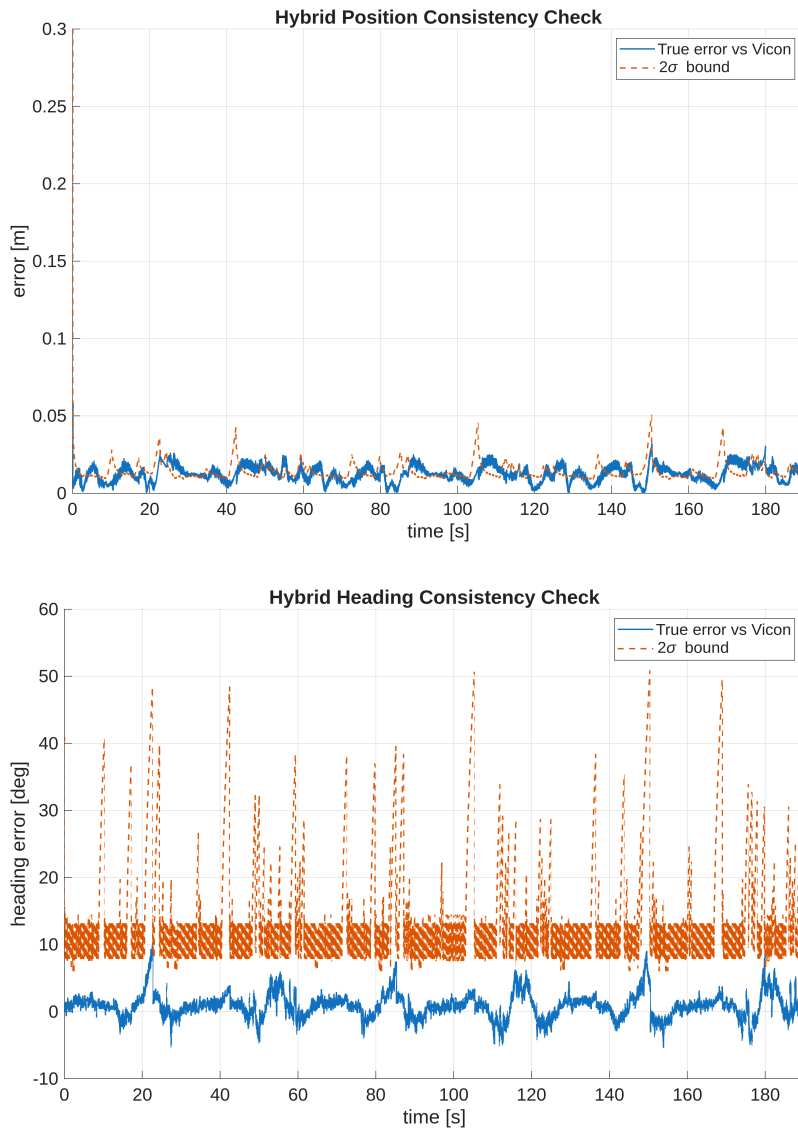 Hybrid Position Consistency Check
True error vs Vicon
2σ bound
error [m]
0.3
0.25
0.2
0.15
0.1
0.05
0
0 20 40 60 80 100 120 140 160 180
time [s]
Hybrid Heading Consistency Check
True error vs Vicon
2σ bound
heading error [deg]
60
50
40
30
20
10
0
-10
0 20 40 60 80 100 120 140 160 180
time [s]